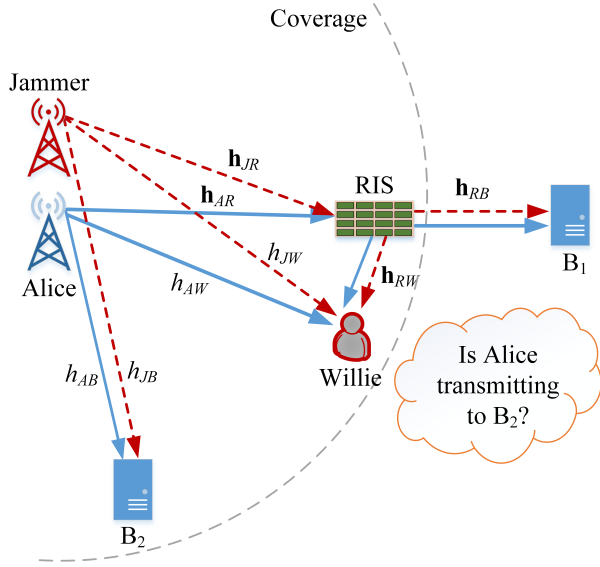 Coverage
Jammer
h_JR
RIS
h_RB
h_AR
Alice
h_JW
h_AW
h_RW
B₁
Willie
h_AB
h_JB
Is Alice
transmitting
to B₂?
B₂